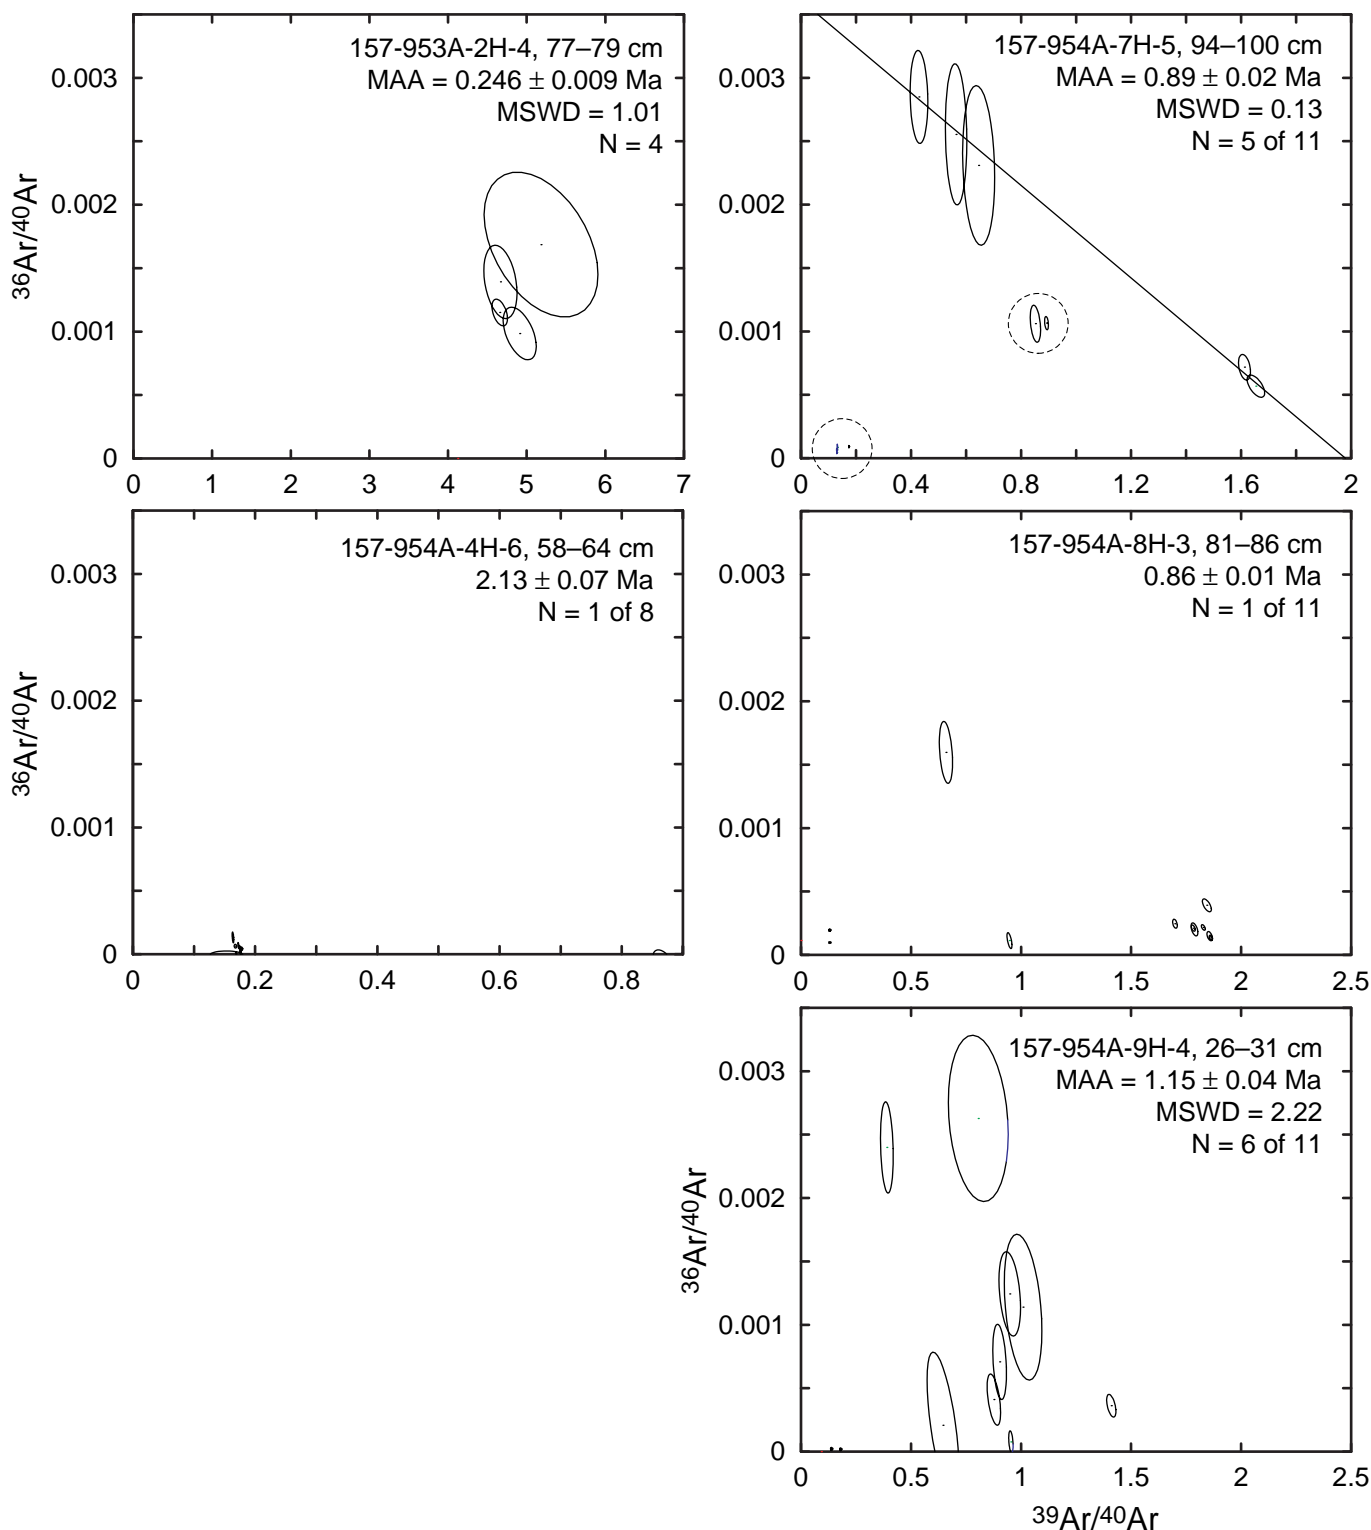 157-953A-2H-4, 77–79 cm
MAA = 0.246 ± 0.009 Ma
MSWD = 1.01
N = 4
0.003
0.002
0.001
0
36Ar/40Ar
0 1 2 3 4 5 6 7
157-954A-7H-5, 94–100 cm
MAA = 0.89 ± 0.02 Ma
MSWD = 0.13
N = 5 of 11
0.003
0.002
0.001
0
0 0.4 0.8 1.2 1.6 2
157-954A-4H-6, 58–64 cm
2.13 ± 0.07 Ma
N = 1 of 8
0.003
0.002
0.001
0
36Ar/40Ar
0 0.2 0.4 0.6 0.8
157-954A-8H-3, 81–86 cm
0.86 ± 0.01 Ma
N = 1 of 11
0.003
0.002
0.001
0
0 0.5 1 1.5 2 2.5
157-954A-9H-4, 26–31 cm
MAA = 1.15 ± 0.04 Ma
MSWD = 2.22
N = 6 of 11
0.003
0.002
0.001
0
36Ar/40Ar
0 0.5 1 1.5 2 2.5
39Ar/40Ar